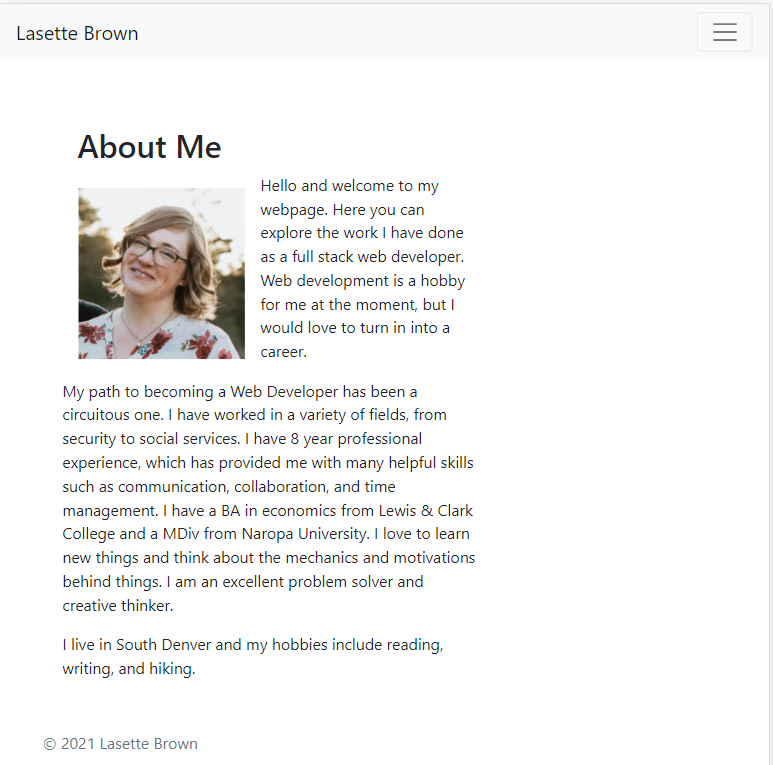 Lasette Brown
About Me
Hello and welcome to my
webpage. Here you can
explore the work I have done
as a full stack web developer.
Web development is a hobby
for me at the moment, but I
would love to turn in into a
career.
My path to becoming a Web Developer has been a
circuitous one. I have worked in a variety of fields, from
security to social services. I have 8 year professional
experience, which has provided me with many helpful skills
such as communication, collaboration, and time
management. I have a BA in economics from Lewis & Clark
College and a MDiv from Naropa University. I love to learn
new things and think about the mechanics and motivations
behind things. I am an excellent problem solver and
creative thinker.
I live in South Denver and my hobbies include reading,
writing, and hiking.
© 2021 Lasette Brown